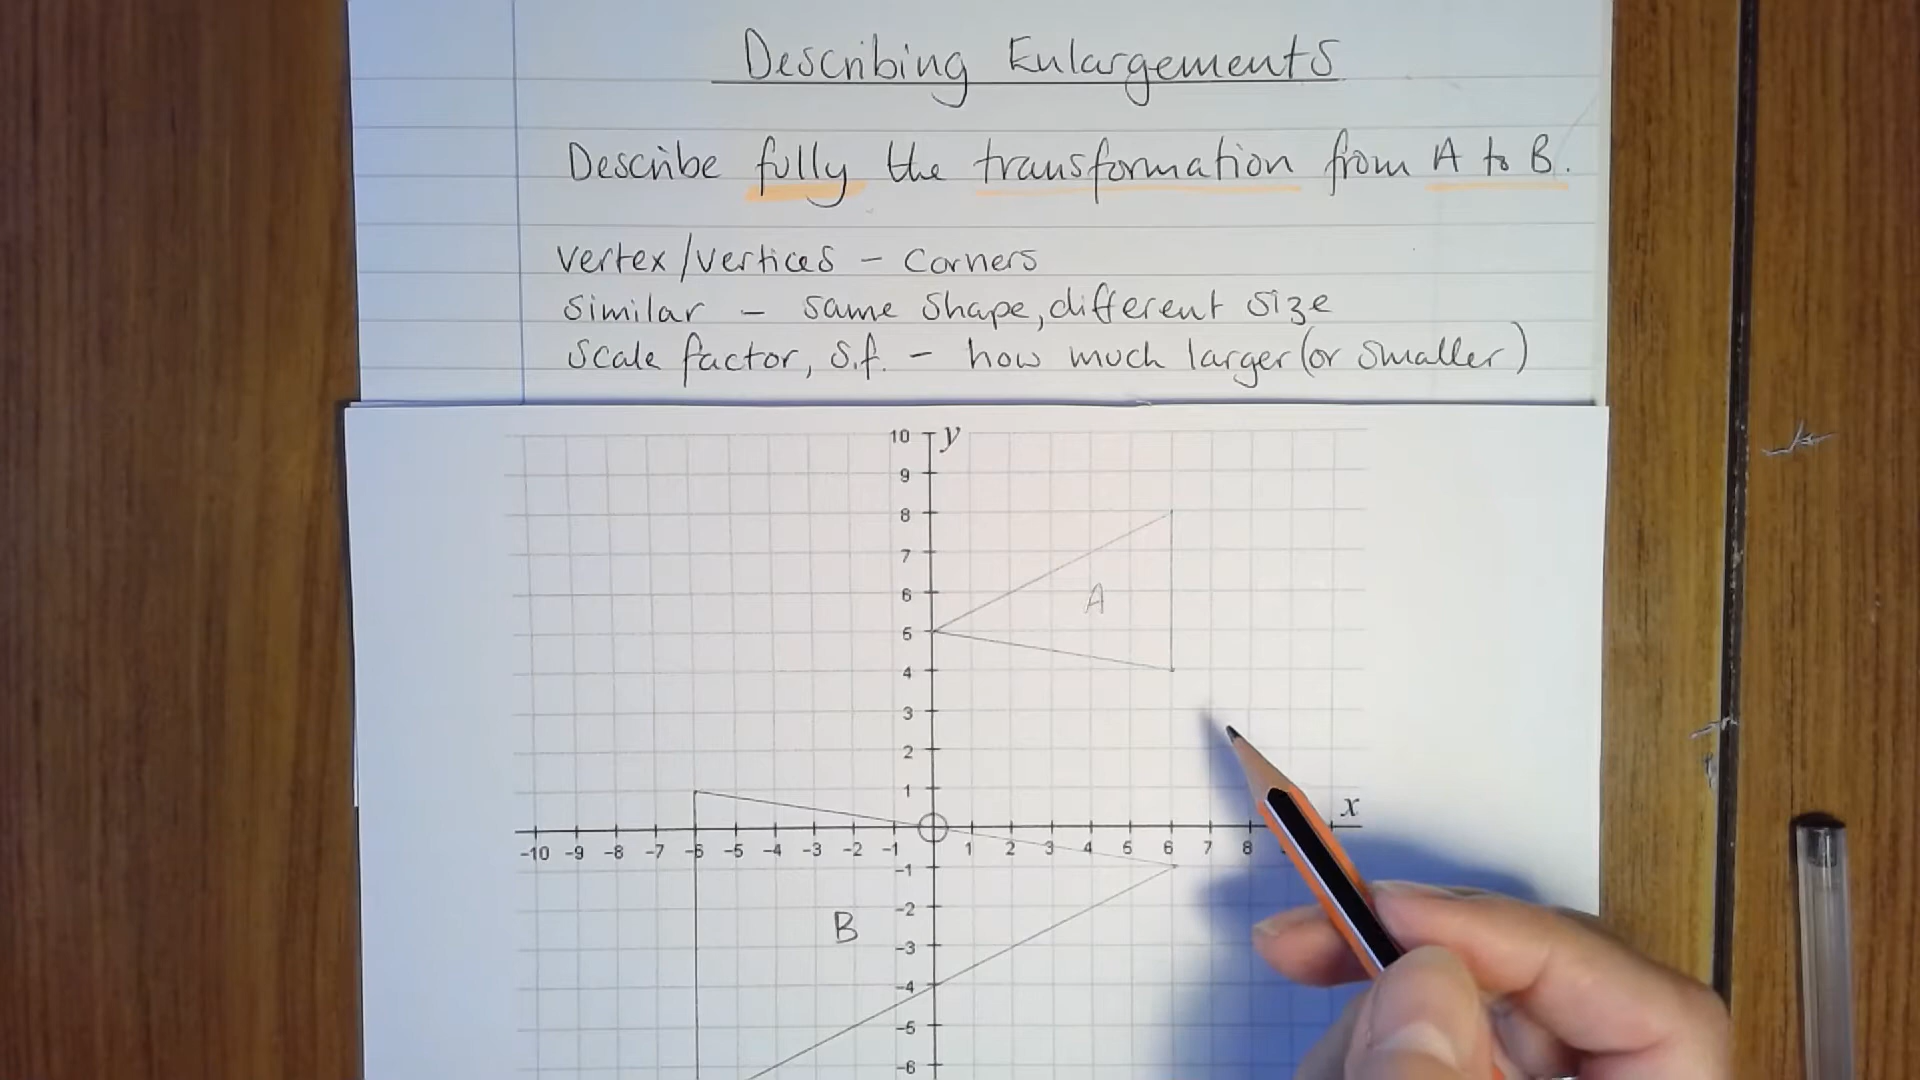 Describing Enlargements
Describe fully the transformation from A to B.
vertex/vertices - corners
similar - same shape, different size
scale factor, s.f. - how much larger (or smaller)
10 y
9
8
7
6
A
5
4
3
2
1
x
-10 -9 -8 -7 -6 -5 -4 -3 -2 -1 1 2 3 4 5 6 7 8
-1
-2
B
-3
-4
-5
-6